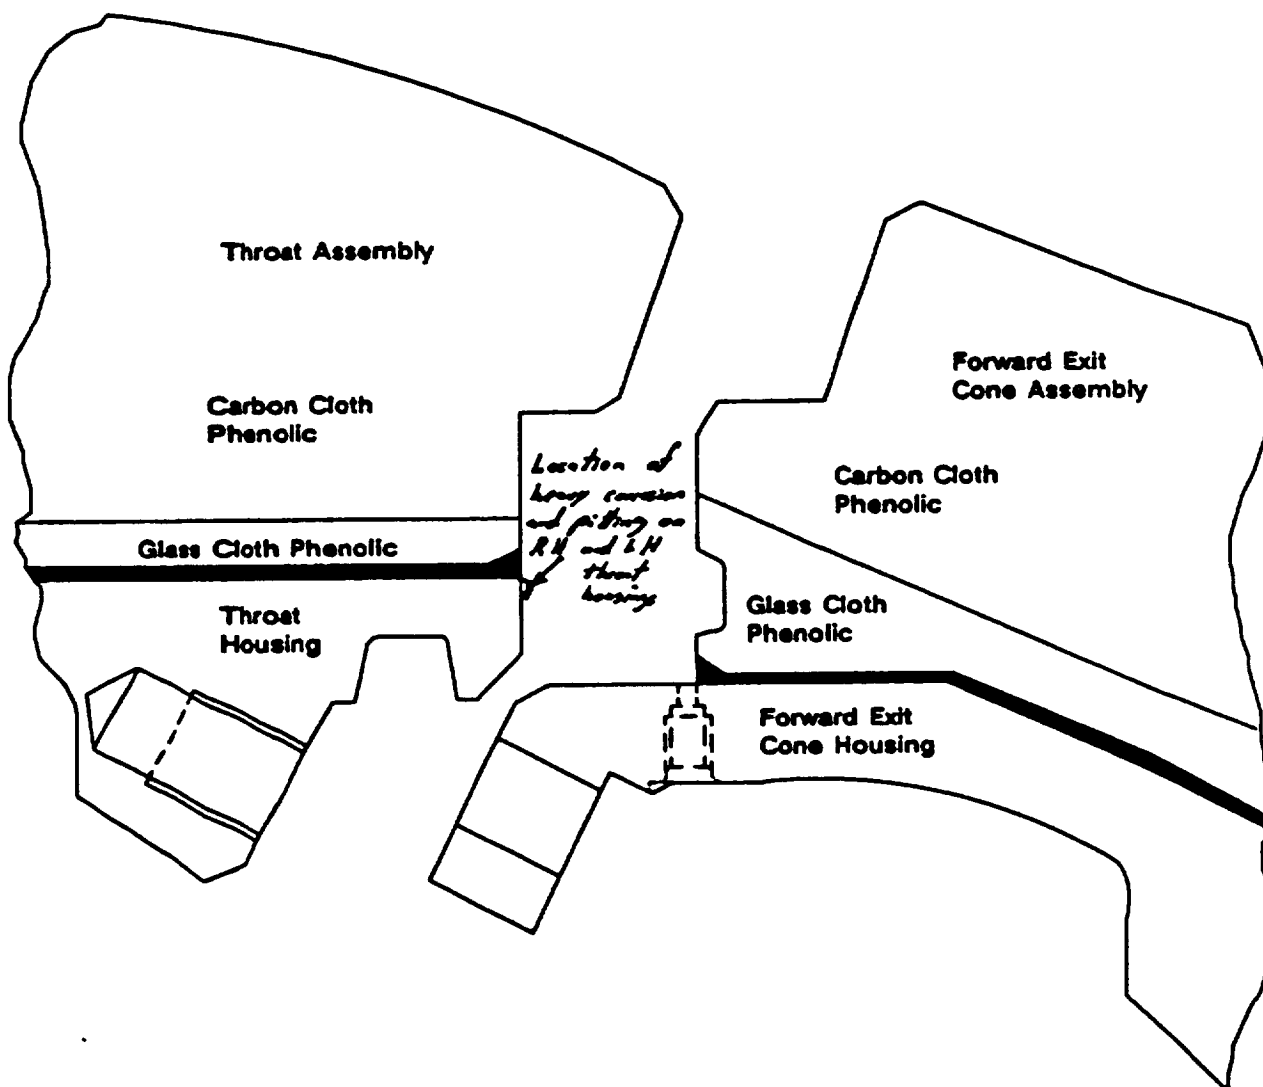 Throat Assembly
Carbon Cloth
Phenolic
Glass Cloth Phenolic
Throat
Housing
Location of
heavy corrosion
and pitting on
RH and LH
throat
housings
Forward Exit
Cone Assembly
Carbon Cloth
Phenolic
Glass Cloth
Phenolic
Forward Exit
Cone Housing